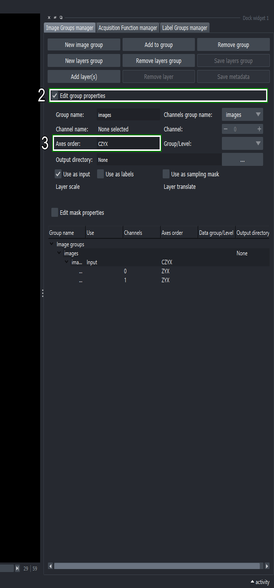 Dock widget 1
Image Groups manager Acquisition Function manager Label Groups manager
New image group Add to group Remove group
New layers group Remove layers group Save layers group
Add layer(s) Remove layer Save metadata
2 Edit group properties
Group name: images Channels group name: images
Channel name: None selected Channel: 0
3 Axes order: CZYX Group/Level:
Output directory: None ...
Use as input Use as labels Use as sampling mask
Layer scale Layer translate
Edit mask properties
Group name Use Channels Axes order Data group/Level Output directory
Image groups
images None
ima... Input CZYX
... 0 ZYX
... 1 ZYX
29 59
activity